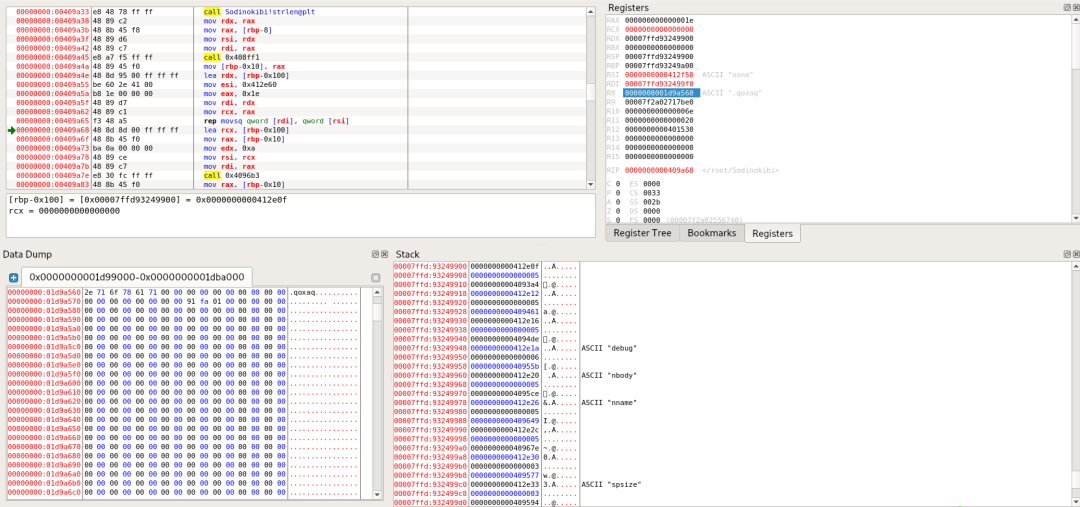 00000000:00409a33 e8 48 78 ff ff call Sodinokibi!strlen@plt
00000000:00409a38 48 89 c2 mov rdx, rax
00000000:00409a3b 48 8b 45 f8 mov rax, [rbp-8]
00000000:00409a3f 48 89 d6 mov rsi, rdx
00000000:00409a42 48 89 c7 mov rdi, rax
00000000:00409a45 e8 a7 f5 ff ff call 0x408ff1
00000000:00409a4a 48 89 45 f0 mov [rbp-0x10], rax
00000000:00409a4e 48 8d 95 00 ff ff ff lea rdx, [rbp-0x100]
00000000:00409a55 be 60 2e 41 00 mov esi, 0x412e60
00000000:00409a5a b8 1e 00 00 00 mov eax, 0x1e
00000000:00409a5f 48 89 d7 mov rdi, rdx
00000000:00409a62 48 89 c1 mov rcx, rax
00000000:00409a65 f3 48 a5 rep movsq qword [rdi], qword [rsi]
00000000:00409a68 48 8d 8d 00 ff ff ff lea rcx, [rbp-0x100]
00000000:00409a6f 48 8b 45 f0 mov rax, [rbp-0x10]
00000000:00409a73 ba 0a 00 00 00 mov edx, 0xa
00000000:00409a78 48 89 ce mov rsi, rcx
00000000:00409a7b 48 89 c7 mov rdi, rax
00000000:00409a7e e8 30 fc ff ff call 0x4096b3
00000000:00409a83 48 8b 45 f0 mov rax, [rbp-0x10]
[rbp-0x100] = [0x00007ffd93249900] = 0x0000000000412e0f
rcx = 0000000000000000
Registers
RAX 000000000000001e
RCX 0000000000000000
RDX 00007ffd93249900
RBX 0000000000000000
RSP 00007ffd93249900
RBP 00007ffd93249a00
RSI 0000000000412f50 ASCII "none"
RDI 00007ffd932499f0
R8 0000000001d9a560 ASCII ".qoxaq"
R9 00007f2a02717be0
R10 000000000000006e
R11 0000000000000020
R12 0000000000401530
R13 0000000000000000
R14 0000000000000000
R15 0000000000000000
RIP 0000000000409a68 </root/Sodinokibi>
C 0 ES 0000
P 0 CS 0033
A 0 SS 002b
Z 0 DS 0000
S 0 FS 0000 (00007f2a02556740)
Register Tree Bookmarks Registers
Data Dump
0x0000000001d99000-0x0000000001dba000
00000000:01d9a560 2e 71 6f 78 61 71 00 00 00 00 00 00 00 00 00 00 .qoxaq..........
00000000:01d9a570 00 00 00 00 00 00 00 00 91 fa 01 00 00 00 00 00 ........ ......
00000000:01d9a580 00 00 00 00 00 00 00 00 00 00 00 00 00 00 00 00 ................
00000000:01d9a590 00 00 00 00 00 00 00 00 00 00 00 00 00 00 00 00 ................
00000000:01d9a5a0 00 00 00 00 00 00 00 00 00 00 00 00 00 00 00 00 ................
00000000:01d9a5b0 00 00 00 00 00 00 00 00 00 00 00 00 00 00 00 00 ................
00000000:01d9a5c0 00 00 00 00 00 00 00 00 00 00 00 00 00 00 00 00 ................
00000000:01d9a5d0 00 00 00 00 00 00 00 00 00 00 00 00 00 00 00 00 ................
00000000:01d9a5e0 00 00 00 00 00 00 00 00 00 00 00 00 00 00 00 00 ................
00000000:01d9a5f0 00 00 00 00 00 00 00 00 00 00 00 00 00 00 00 00 ................
00000000:01d9a600 00 00 00 00 00 00 00 00 00 00 00 00 00 00 00 00 ................
00000000:01d9a610 00 00 00 00 00 00 00 00 00 00 00 00 00 00 00 00 ................
00000000:01d9a620 00 00 00 00 00 00 00 00 00 00 00 00 00 00 00 00 ................
00000000:01d9a630 00 00 00 00 00 00 00 00 00 00 00 00 00 00 00 00 ................
00000000:01d9a640 00 00 00 00 00 00 00 00 00 00 00 00 00 00 00 00 ................
00000000:01d9a650 00 00 00 00 00 00 00 00 00 00 00 00 00 00 00 00 ................
00000000:01d9a660 00 00 00 00 00 00 00 00 00 00 00 00 00 00 00 00 ................
00000000:01d9a670 00 00 00 00 00 00 00 00 00 00 00 00 00 00 00 00 ................
00000000:01d9a680 00 00 00 00 00 00 00 00 00 00 00 00 00 00 00 00 ................
00000000:01d9a690 00 00 00 00 00 00 00 00 00 00 00 00 00 00 00 00 ................
00000000:01d9a6a0 00 00 00 00 00 00 00 00 00 00 00 00 00 00 00 00 ................
00000000:01d9a6b0 00 00 00 00 00 00 00 00 00 00 00 00 00 00 00 00 ................
00000000:01d9a6c0 00 00 00 00 00 00 00 00 00 00 00 00 00 00 00 00 ................
Stack
00007ffd:93249900 0000000000412e0f ..A.....
00007ffd:93249908 0000000000000005 ........
00007ffd:93249910 00000000004093a4 .@.....
00007ffd:93249918 0000000000412e12 ..A.....
00007ffd:93249920 0000000000000005 ........
00007ffd:93249928 0000000000409461 a.@.....
00007ffd:93249930 0000000000412e16 ..A.....
00007ffd:93249938 0000000000000005 ........
00007ffd:93249940 00000000004094de .@.....
00007ffd:93249948 0000000000412e1a ..A..... ASCII "debug"
00007ffd:93249950 0000000000000006 ........
00007ffd:93249958 000000000040955b [.@.....
00007ffd:93249960 0000000000412e20 .A..... ASCII "nbody"
00007ffd:93249968 0000000000000005 ........
00007ffd:93249970 00000000004095ce .@.....
00007ffd:93249978 0000000000412e26 &.A..... ASCII "nname"
00007ffd:93249980 0000000000000005 ........
00007ffd:93249988 0000000000409649 I.@.....
00007ffd:93249990 0000000000412e2c ,.A.....
00007ffd:93249998 0000000000000005 ........
00007ffd:932499a0 000000000040967e ~.@.....
00007ffd:932499a8 0000000000412e30 0.A.....
00007ffd:932499b0 0000000000000003 ........
00007ffd:932499b8 0000000000409577 w.@.....
00007ffd:932499c0 0000000000412e33 3.A..... ASCII "spsize"
00007ffd:932499c8 0000000000000003 ........
00007ffd:932499d0 0000000000409594 ..@.....